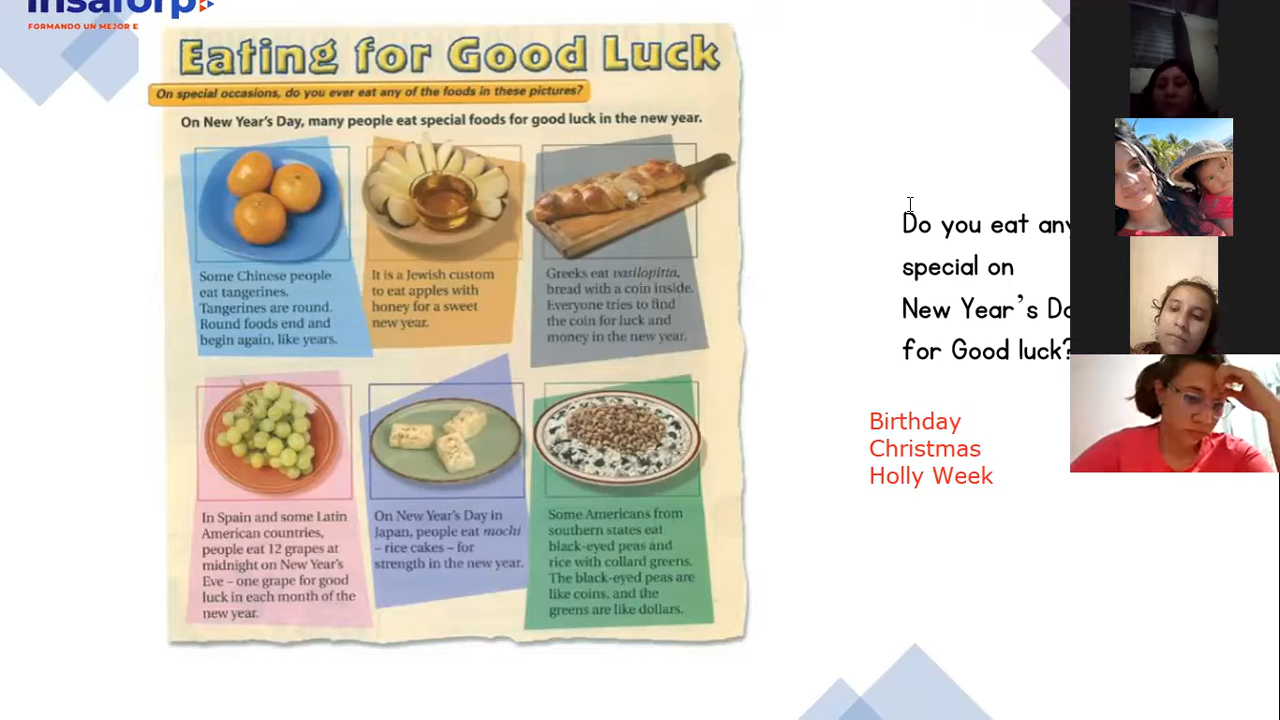 FORMANDO UN MEJOR E
Eating for Good Luck
On special occasions, do you ever eat any of the foods in these pictures?
On New Year's Day, many people eat special foods for good luck in the new year.
Some Chinese people
eat tangerines.
Tangerines are round.
Round foods end and
begin again, like years.
It is a Jewish custom
to eat apples with
honey for a sweet
new year.
Greeks eat vasilopitta,
bread with a coin inside.
Everyone tries to find
the coin for luck and
money in the new year.
In Spain and some Latin
American countries,
people eat 12 grapes at
midnight on New Year's
Eve – one grape for good
luck in each month of the
new year.
On New Year's Day in
Japan, people eat mochi
– rice cakes – for
strength in the new year.
Some Americans from
southern states eat
black-eyed peas and
rice with collard greens.
The black-eyed peas are
like coins, and the
greens are like dollars.
Do you eat any
special on
New Year's
for Good luck?
Birthday
Christmas
Holly Week